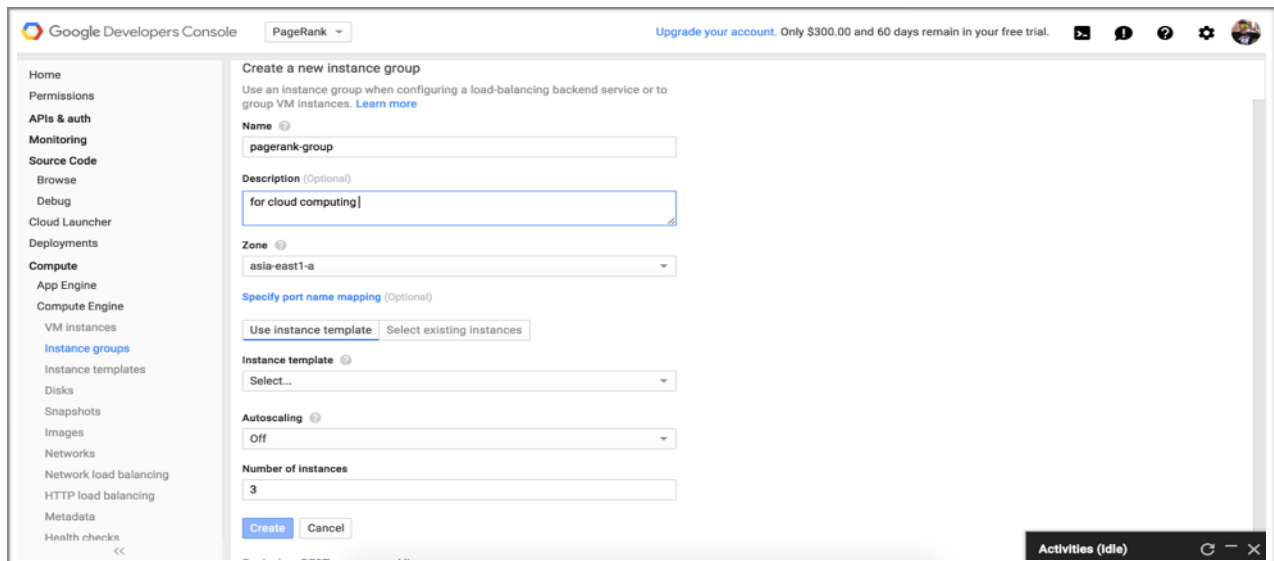 Google Developers Console
PageRank
Upgrade your account. Only $300.00 and 60 days remain in your free trial.
Home
Permissions
APIs & auth
Monitoring
Source Code
Browse
Debug
Cloud Launcher
Deployments
Compute
App Engine
Compute Engine
VM instances
Instance groups
Instance templates
Disks
Snapshots
Images
Networks
Network load balancing
HTTP load balancing
Metadata
Health checks
<<
Create a new instance group
Use an instance group when configuring a load-balancing backend service or to
group VM instances. Learn more
Name
pagerank-group
Description (Optional)
for cloud computing
Zone
asia-east1-a
Specify port name mapping (Optional)
Use instance template Select existing instances
Instance template
Select...
Autoscaling
Off
Number of instances
3
Create Cancel
Activities (Idle)